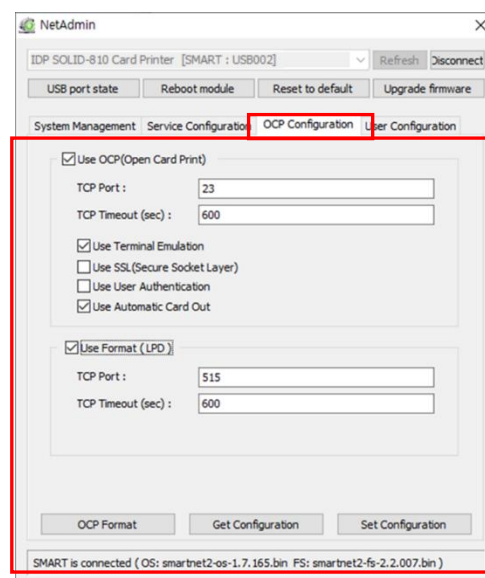 NetAdmin
IDP SOLID-810 Card Printer [SMART : USB002] Refresh Disconnect
USB port state Reboot module Reset to default Upgrade firmware
System Management Service Configuration OCP Configuration User Configuration
Use OCP(Open Card Print)
TCP Port : 23
TCP Timeout (sec) : 600
Use Terminal Emulation
Use SSL(Secure Socket Layer)
Use User Authentication
Use Automatic Card Out
Use Format ( LPD )
TCP Port : 515
TCP Timeout (sec) : 600
OCP Format Get Configuration Set Configuration
SMART is connected ( OS: smartnet2-os-1.7.165.bin FS: smartnet2-fs-2.2.007.bin )